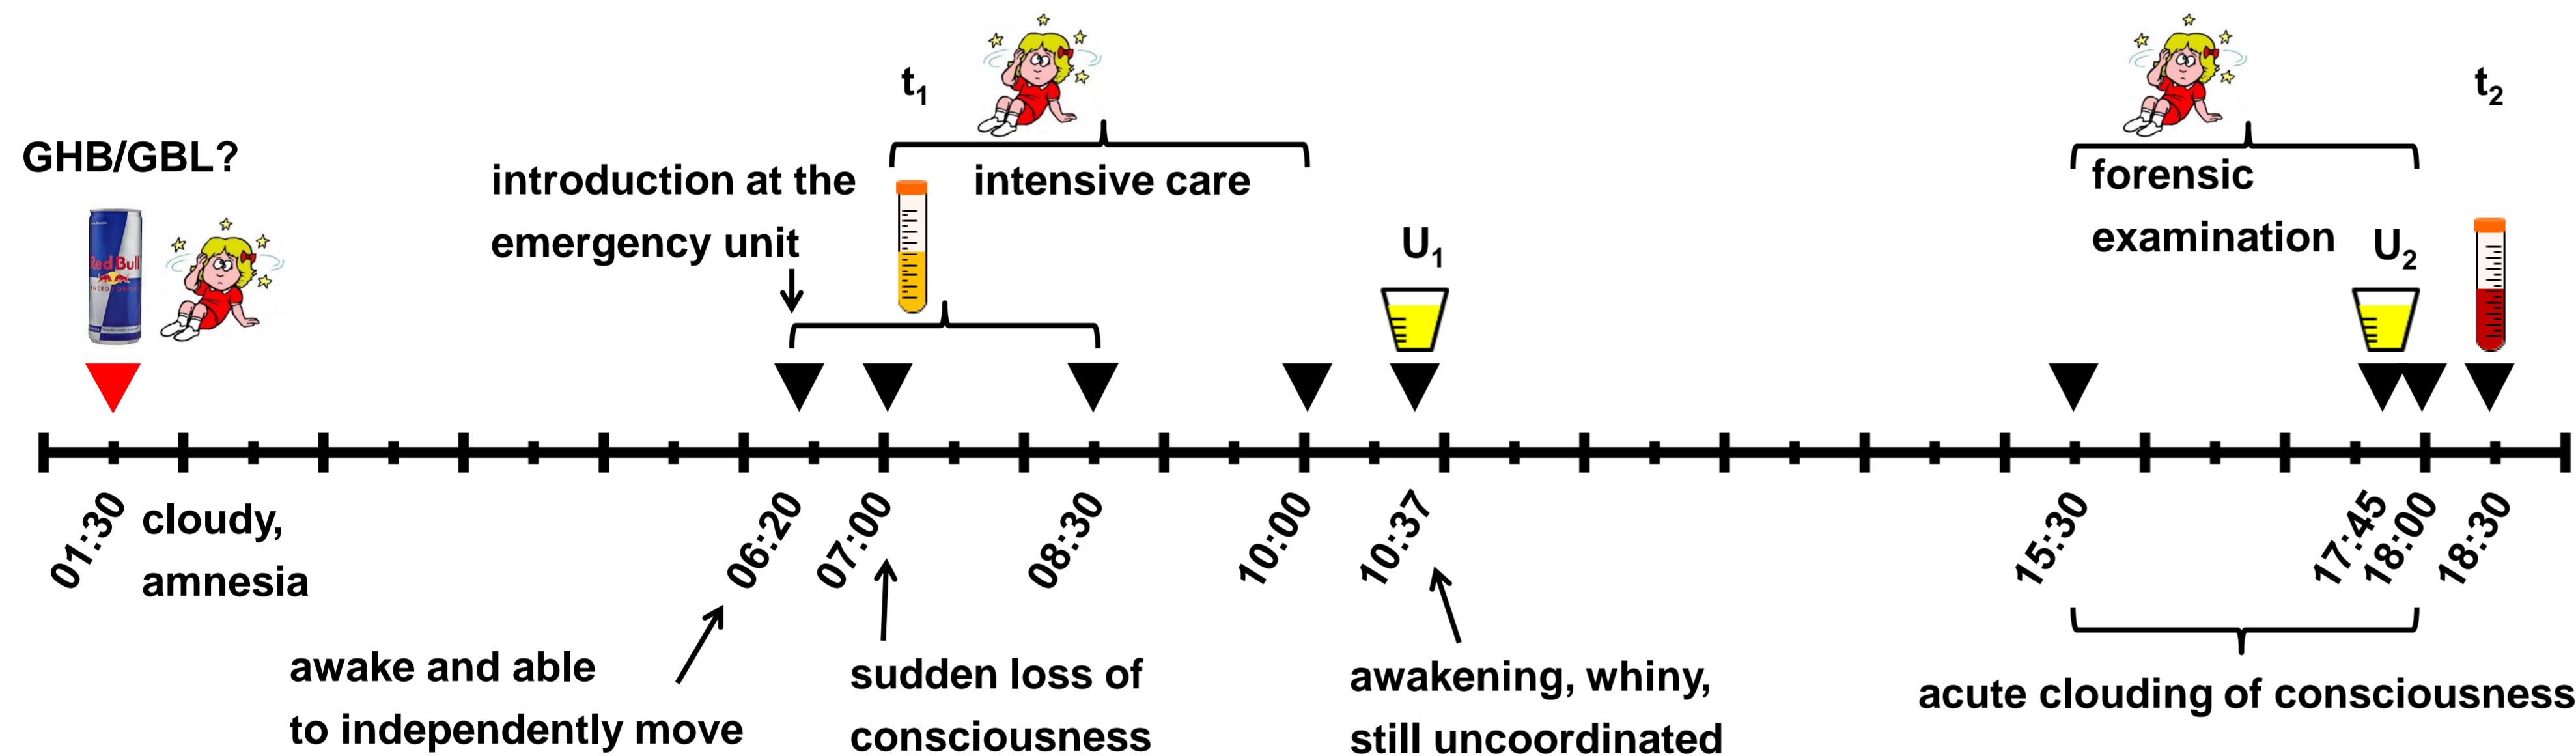 GHB/GBL?
Red Bull
ENERGY DRINK
introduction at the
emergency unit
t₁
intensive care
U₁
forensic
examination
U₂
t₂
01:30
06:20
07:00
08:30
10:00
10:37
15:30
17:45
18:00
18:30
cloudy,
amnesia
awake and able
to independently move
sudden loss of
consciousness
awakening, whiny,
still uncoordinated
acute clouding of consciousness